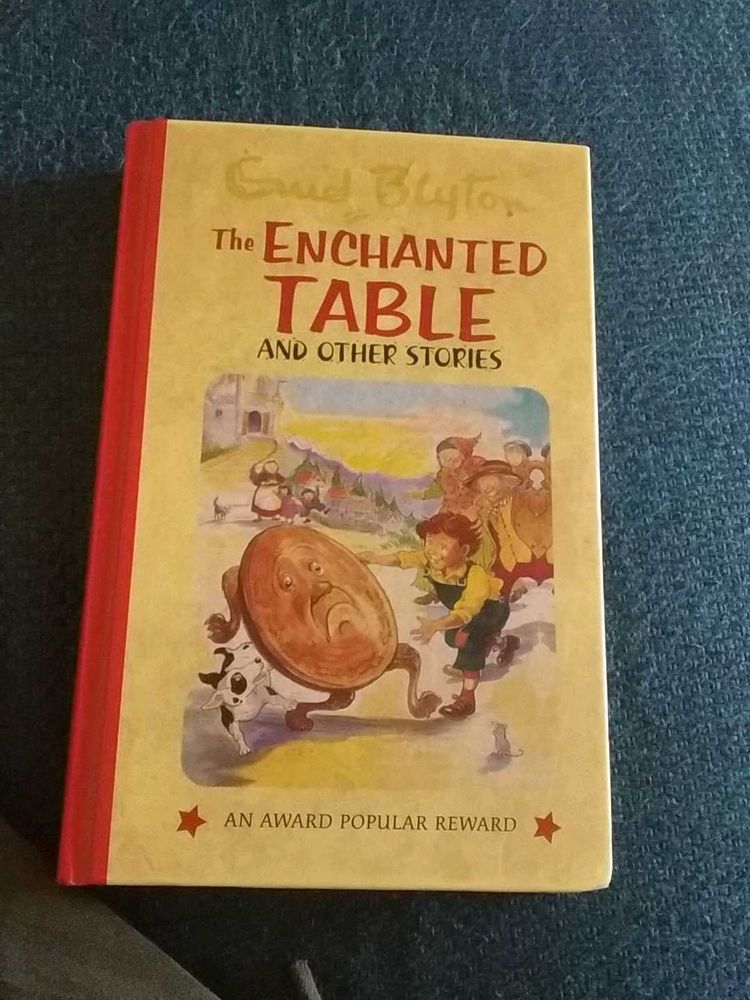 Enid Blyton
The ENCHANTED
TABLE
AND OTHER STORIES
AN AWARD POPULAR REWARD